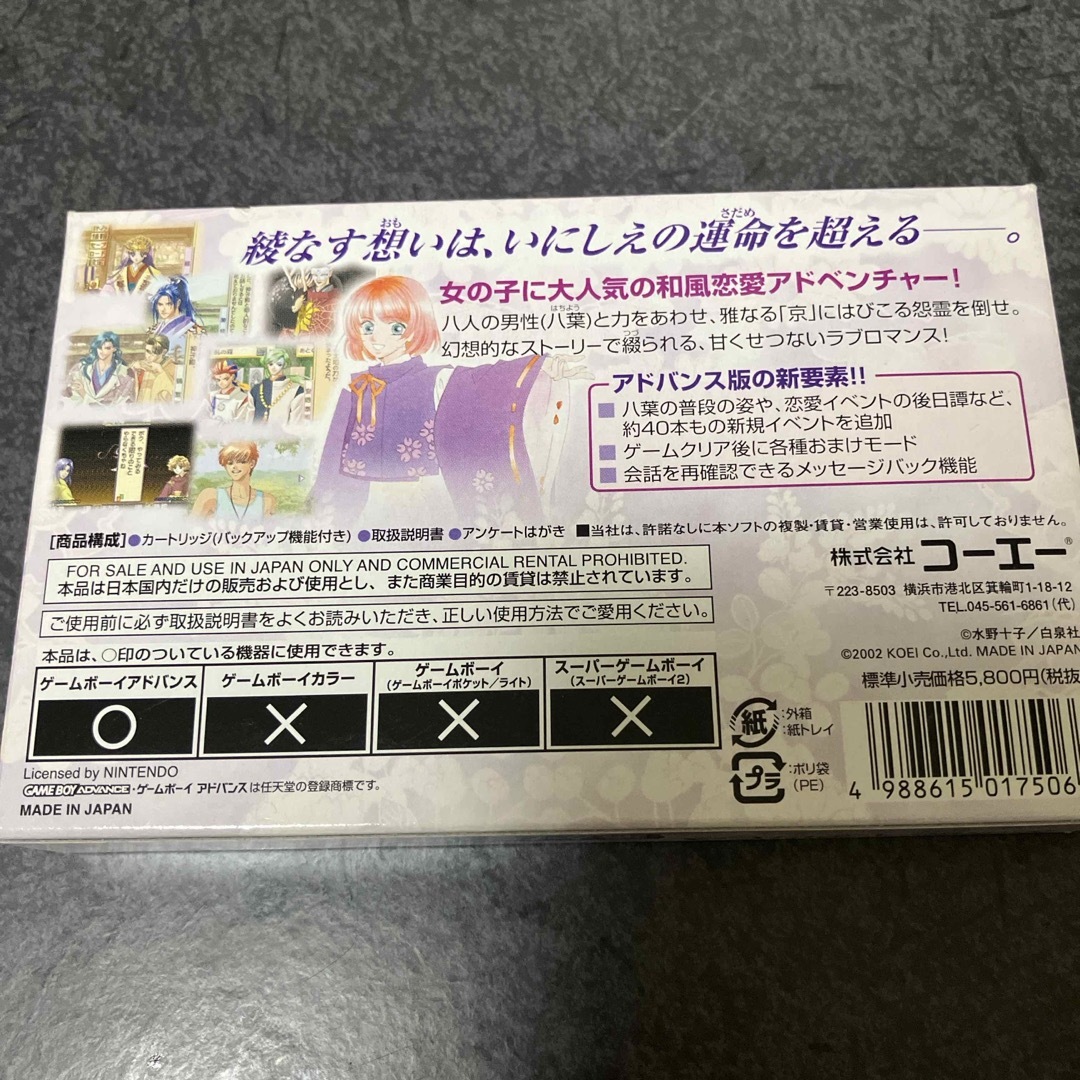 綾なす想いは、いにしえの運命を超える――。
おも
さだめ
女の子に大人気の和風恋愛アドベンチャー!
八人の男性(八葉)と力をあわせ、雅なる「京」にはびこる怨霊を倒せ。
はちよう
幻想的なストーリーで綴られる、甘くせつないラブロマンス!
つづ
アドバンス版の新要素!!
■八葉の普段の姿や、恋愛イベントの後日譚など、
約40本もの新規イベントを追加
■ゲームクリア後に各種おまけモード
■会話を再確認できるメッセージバック機能
[商品構成]●カートリッジ(バックアップ機能付き) ●取扱説明書 ●アンケートはがき ■当社は、許諾なしに本ソフトの複製・賃貸・営業使用は、許可しておりません。
FOR SALE AND USE IN JAPAN ONLY AND COMMERCIAL RENTAL PROHIBITED.
本品は日本国内だけの販売および使用とし、また商業目的の賃貸は禁止されています。
ご使用前に必ず取扱説明書をよくお読みいただき、正しい使用方法でご愛用ください。
株式会社 コーエー®
〒223-8503 横浜市港北区箕輪町1-18-12
TEL.045-561-6861(代)
©水野十子/白泉社
©2002 KOEI Co.,Ltd. MADE IN JAPAN
標準小売価格5,800円(税抜
本品は、○印のついている機器に使用できます。
ゲームボーイアドバンス ゲームボーイカラー ゲームボーイ スーパーゲームボーイ
(ゲームボーイポケット/ライト) (スーパーゲームボーイ2)
○ × × ×
紙 :外箱
:紙トレイ
プラ :ポリ袋
(PE)
4 988615 017506
Licensed by NINTENDO
GAME BOY ADVANCE・ゲームボーイ アドバンスは任天堂の登録商標です。
MADE IN JAPAN